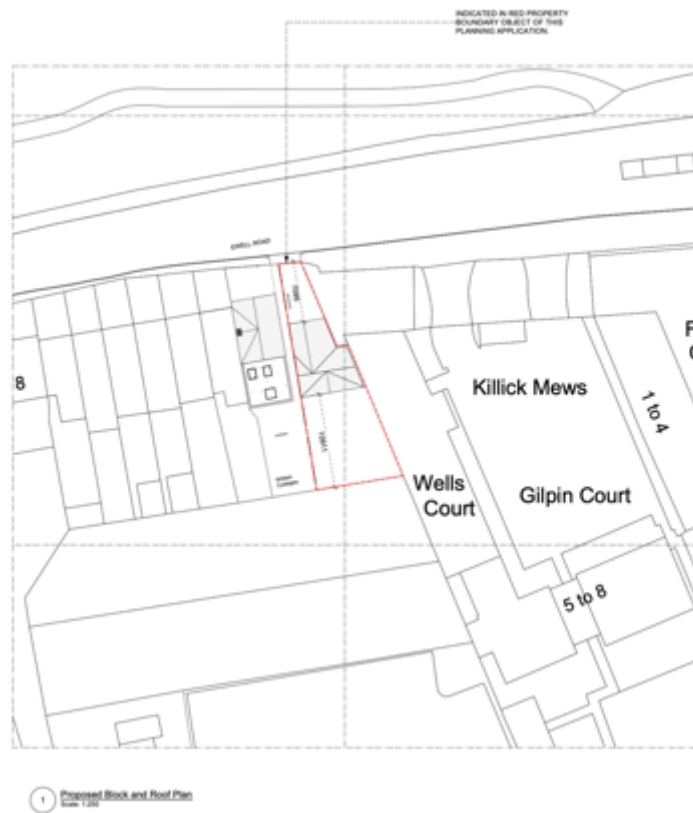 INDICATED IN RED PROPERTY
BOUNDARY OBJECT OF THIS
PLANNING APPLICATION.
EWELL ROAD
8
Killick Mews
1 to 4
Wells
Court
Gilpin Court
5 to 8
1
Proposed Block and Roof Plan
Scale: 1:250